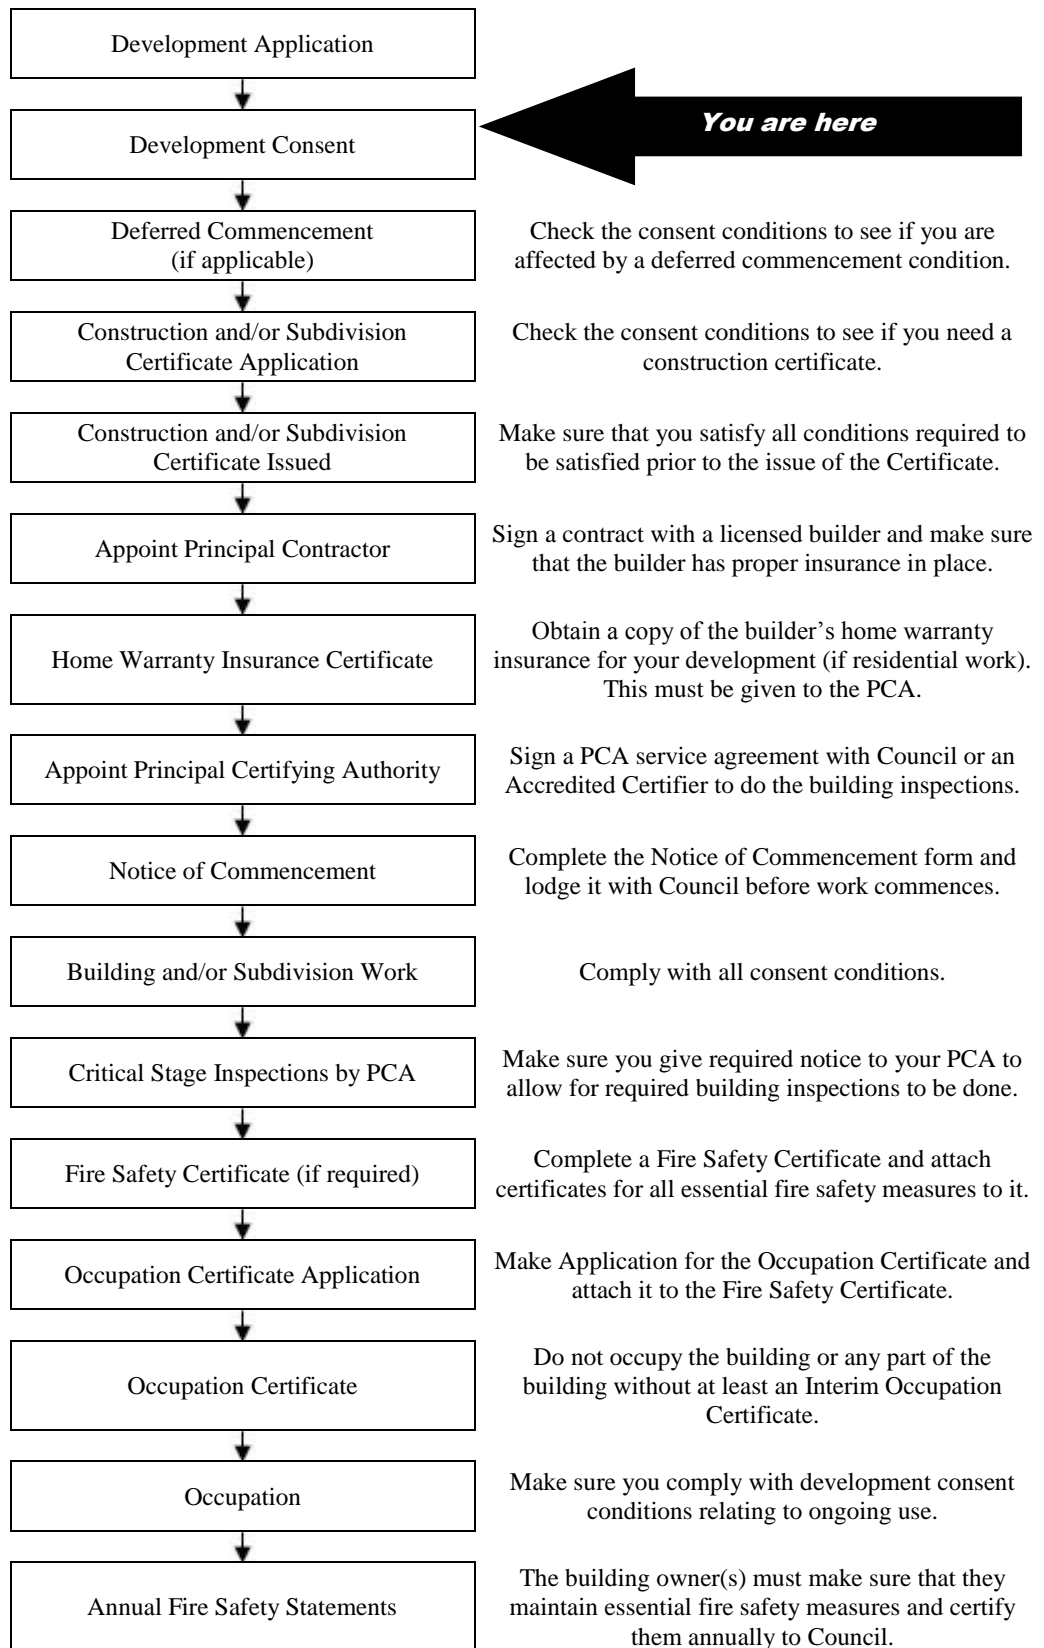 Development Application
Development Consent
You are here
Deferred Commencement
(if applicable)
Check the consent conditions to see if you are
affected by a deferred commencement condition.
Construction and/or Subdivision
Certificate Application
Check the consent conditions to see if you need a
construction certificate.
Construction and/or Subdivision
Certificate Issued
Make sure that you satisfy all conditions required to
be satisfied prior to the issue of the Certificate.
Appoint Principal Contractor
Sign a contract with a licensed builder and make sure
that the builder has proper insurance in place.
Home Warranty Insurance Certificate
Obtain a copy of the builder’s home warranty
insurance for your development (if residential work).
This must be given to the PCA.
Appoint Principal Certifying Authority
Sign a PCA service agreement with Council or an
Accredited Certifier to do the building inspections.
Notice of Commencement
Complete the Notice of Commencement form and
lodge it with Council before work commences.
Building and/or Subdivision Work
Comply with all consent conditions.
Critical Stage Inspections by PCA
Make sure you give required notice to your PCA to
allow for required building inspections to be done.
Fire Safety Certificate (if required)
Complete a Fire Safety Certificate and attach
certificates for all essential fire safety measures to it.
Occupation Certificate Application
Make Application for the Occupation Certificate and
attach it to the Fire Safety Certificate.
Occupation Certificate
Do not occupy the building or any part of the
building without at least an Interim Occupation
Certificate.
Occupation
Make sure you comply with development consent
conditions relating to ongoing use.
Annual Fire Safety Statements
The building owner(s) must make sure that they
maintain essential fire safety measures and certify
them annually to Council.